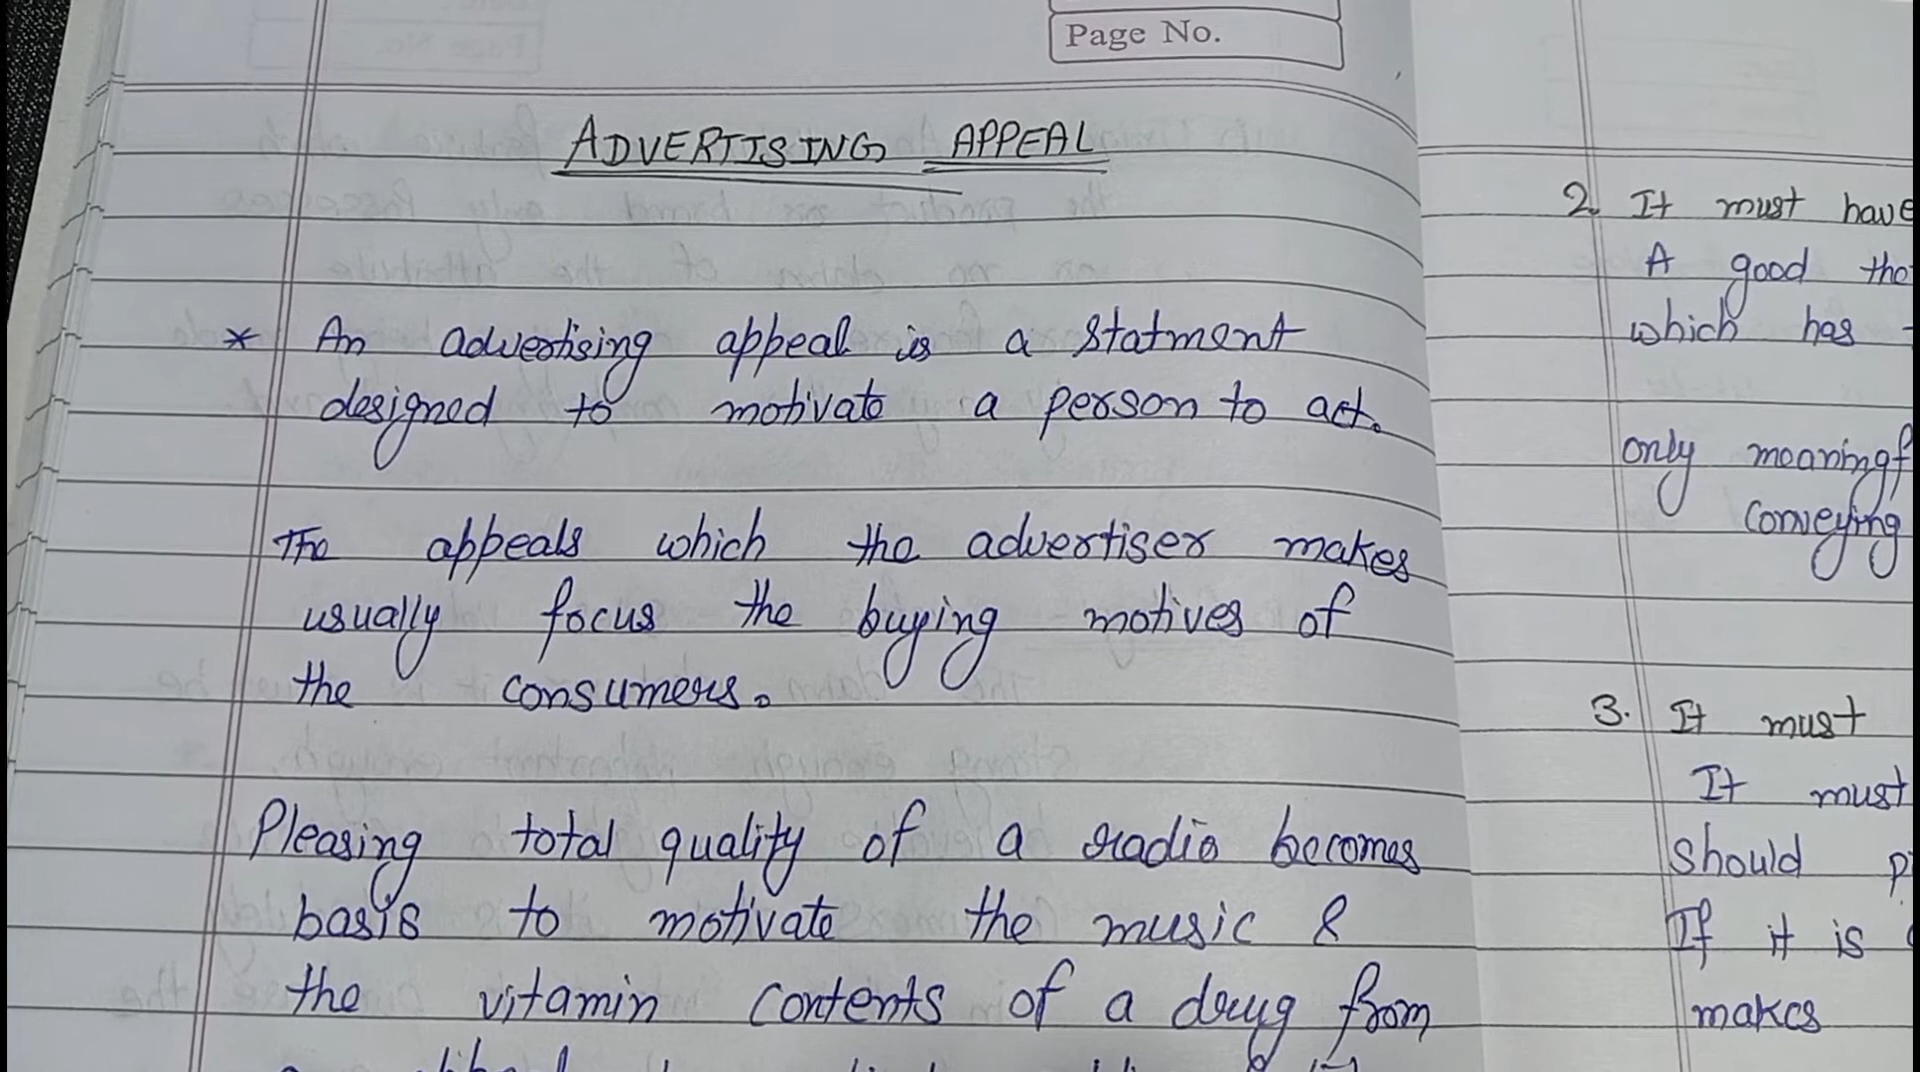 Page No.
ADVERTISING APPEAL
* An advertising appeal is a statment
designed to motivate a person to act.
The appeals which the advertiser makes
usually focus the buying motives of
the consumers.
Pleasing total quality of a radio becomes
basis to motivate the music &
the vitamin contents of a drug from
2. It must have
A good
which has
only
conveying
3. It must
It must
should
If it is
makes